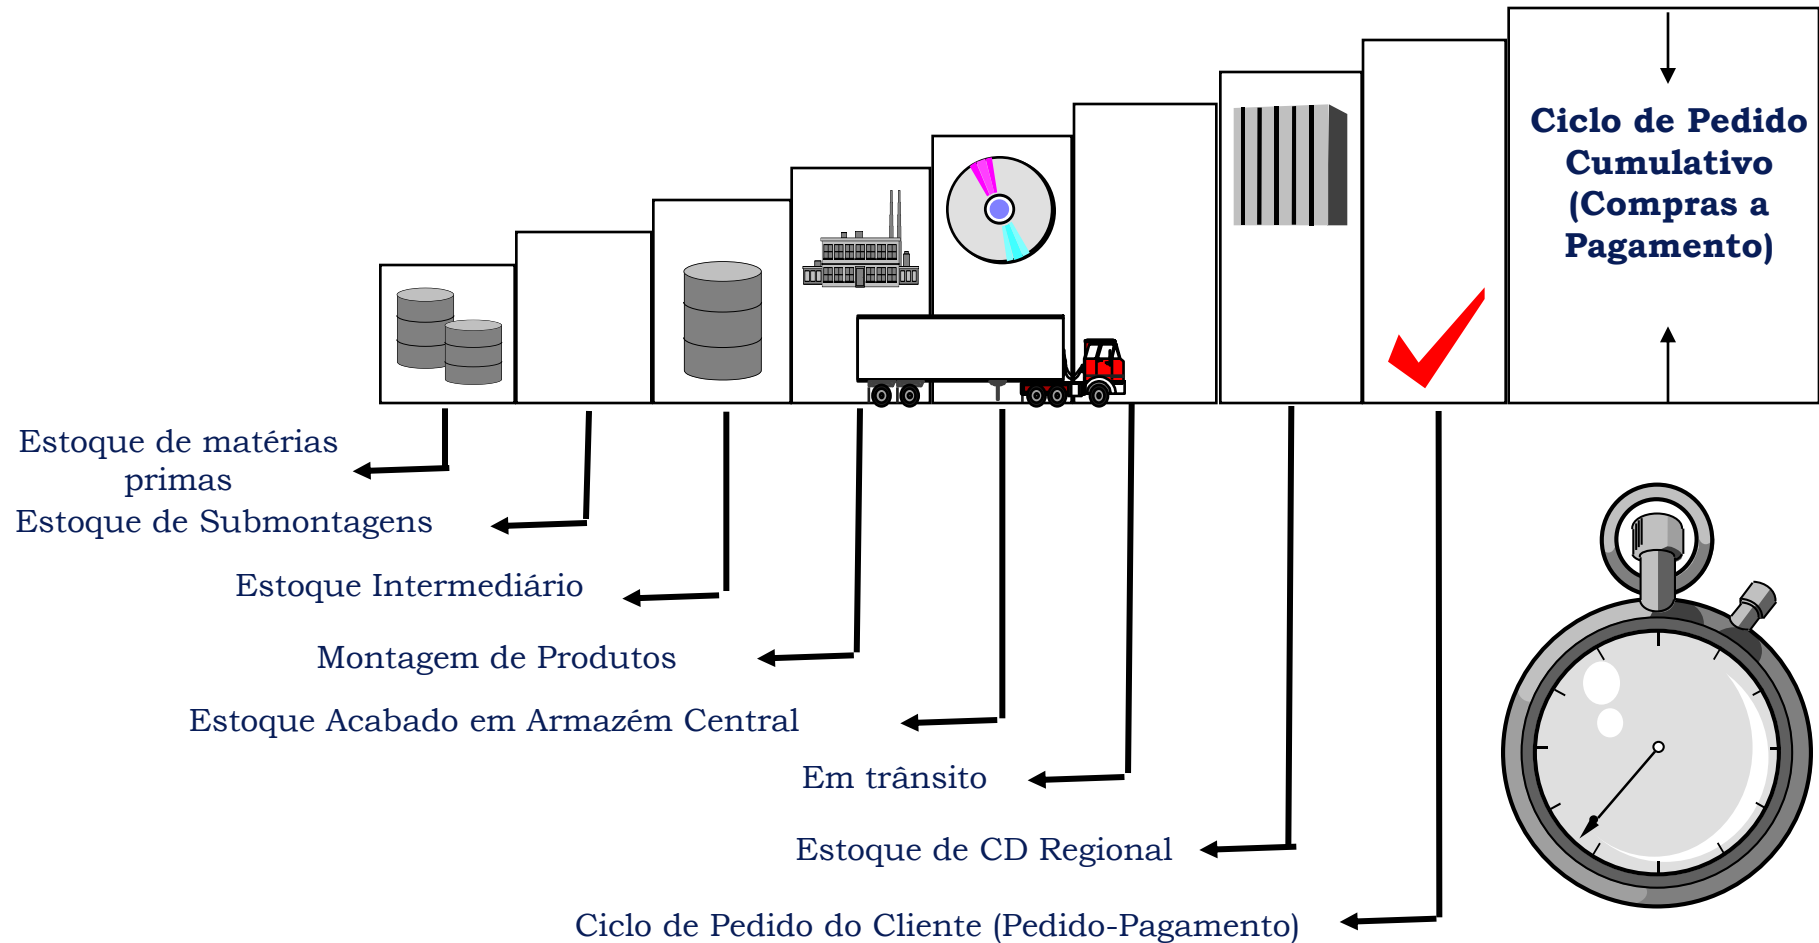 Ciclo de Pedido
Cumulativo
(Compras a
Pagamento)
Estoque de matérias
primas
Estoque de Submontagens
Estoque Intermediário
Montagem de Produtos
Estoque Acabado em Armazém Central
Em trânsito
Estoque de CD Regional
Ciclo de Pedido do Cliente (Pedido-Pagamento)